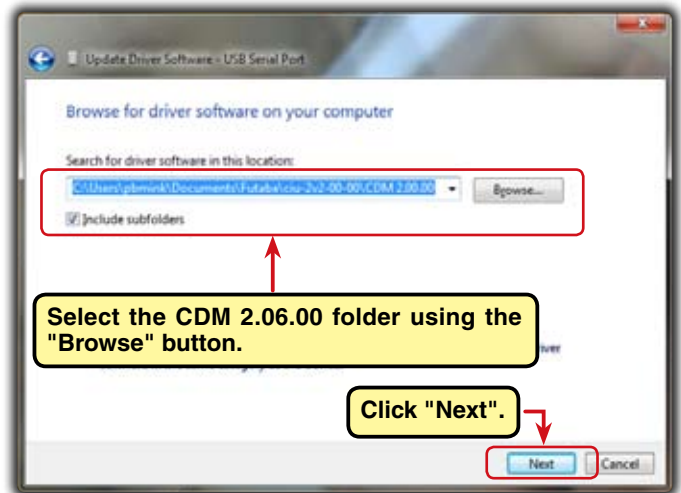 Update Driver Software - USB Serial Port
Browse for driver software on your computer
Search for driver software in this location:
C:\Users\pbmink\Documents\Futaba\ciu-2v2-00-00\CDM 2.00.00
Browse...
Include subfolders
Select the CDM 2.06.00 folder using the
"Browse" button.
Click "Next".
Next
Cancel